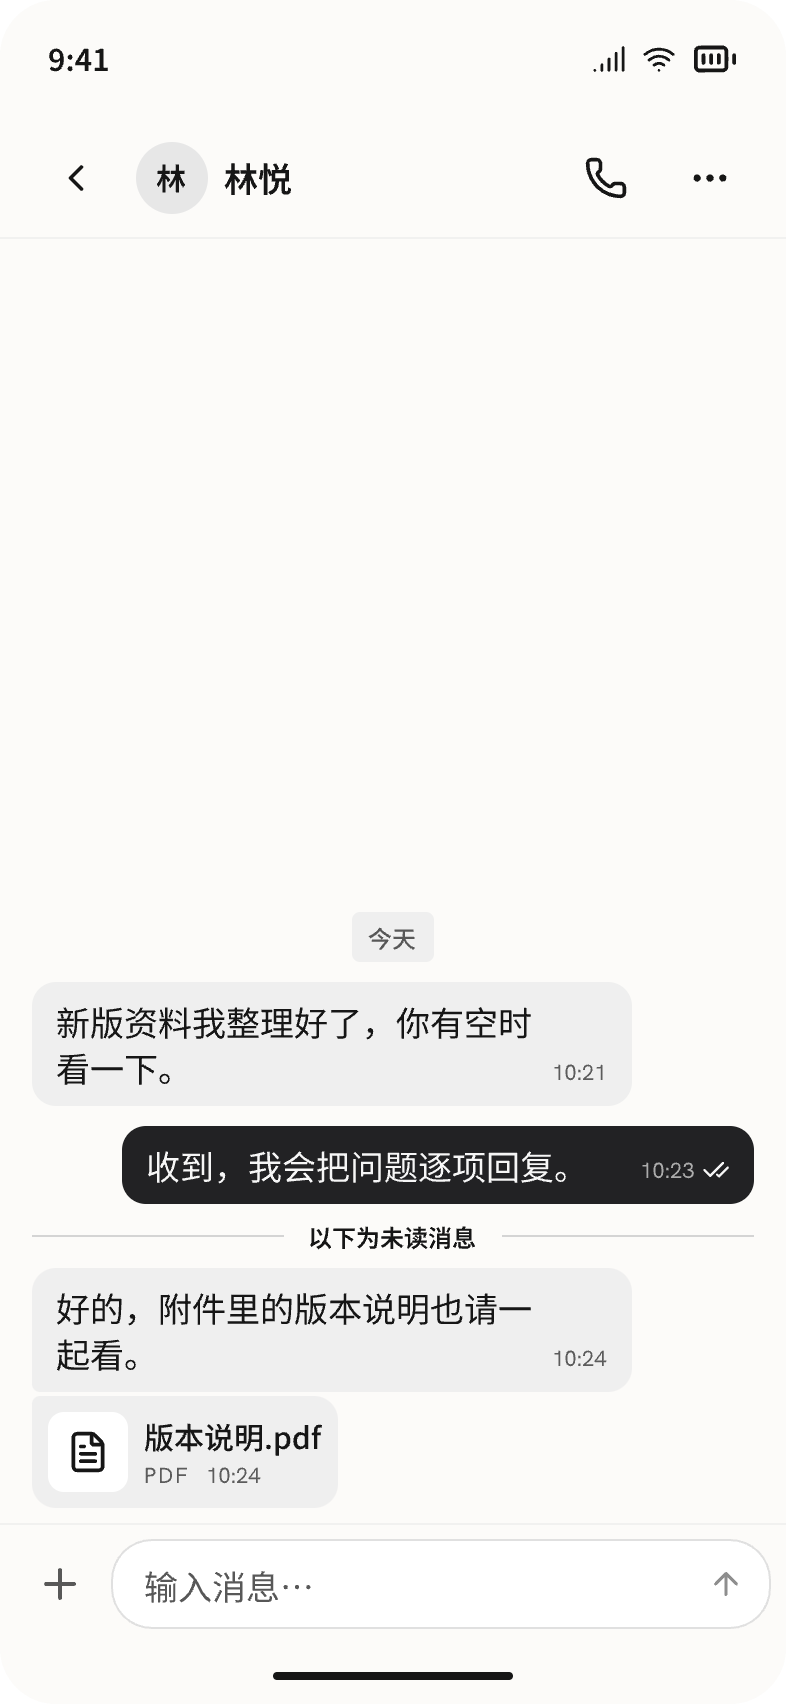 9:41
林 林悦
今天
新版资料我整理好了，你有空时
看一下。 10:21
收到，我会把问题逐项回复。 10:23
以下为未读消息
好的，附件里的版本说明也请一
起看。 10:24
版本说明.pdf
PDF 10:24
输入消息…